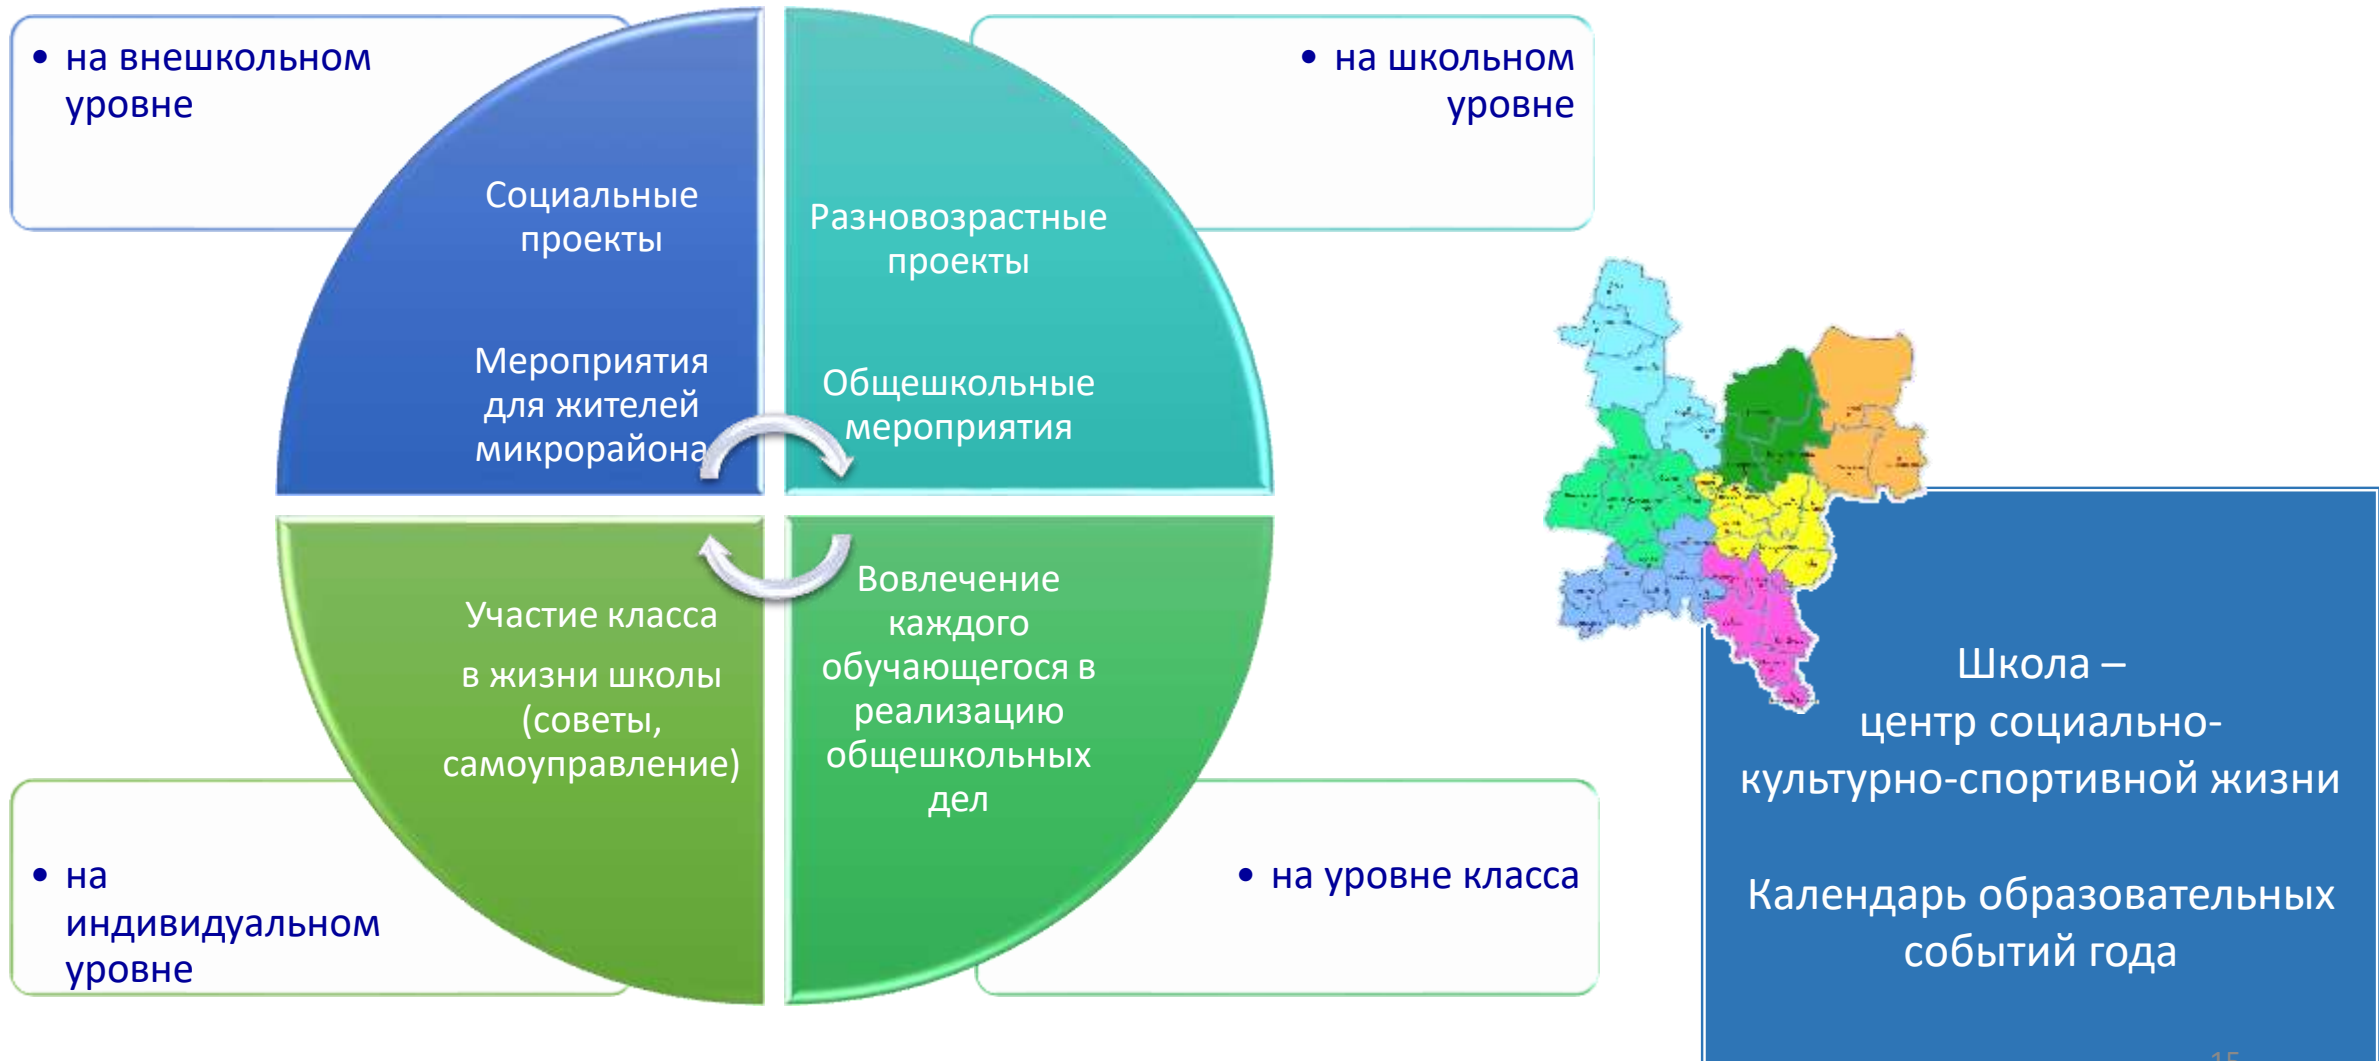 • на внешкольном
уровне
• на школьном
уровне
Социальные
проекты
Мероприятия
для жителей
микрорайона
Разновозрастные
проекты
Общешкольные
мероприятия
Участие класса
в жизни школы
(советы,
самоуправление)
Вовлечение
каждого
обучающегося в
реализацию
общешкольных
дел
• на
индивидуальном
уровне
• на уровне класса
Школа –
центр социально-
культурно-спортивной жизни
Календарь образовательных
событий года
15